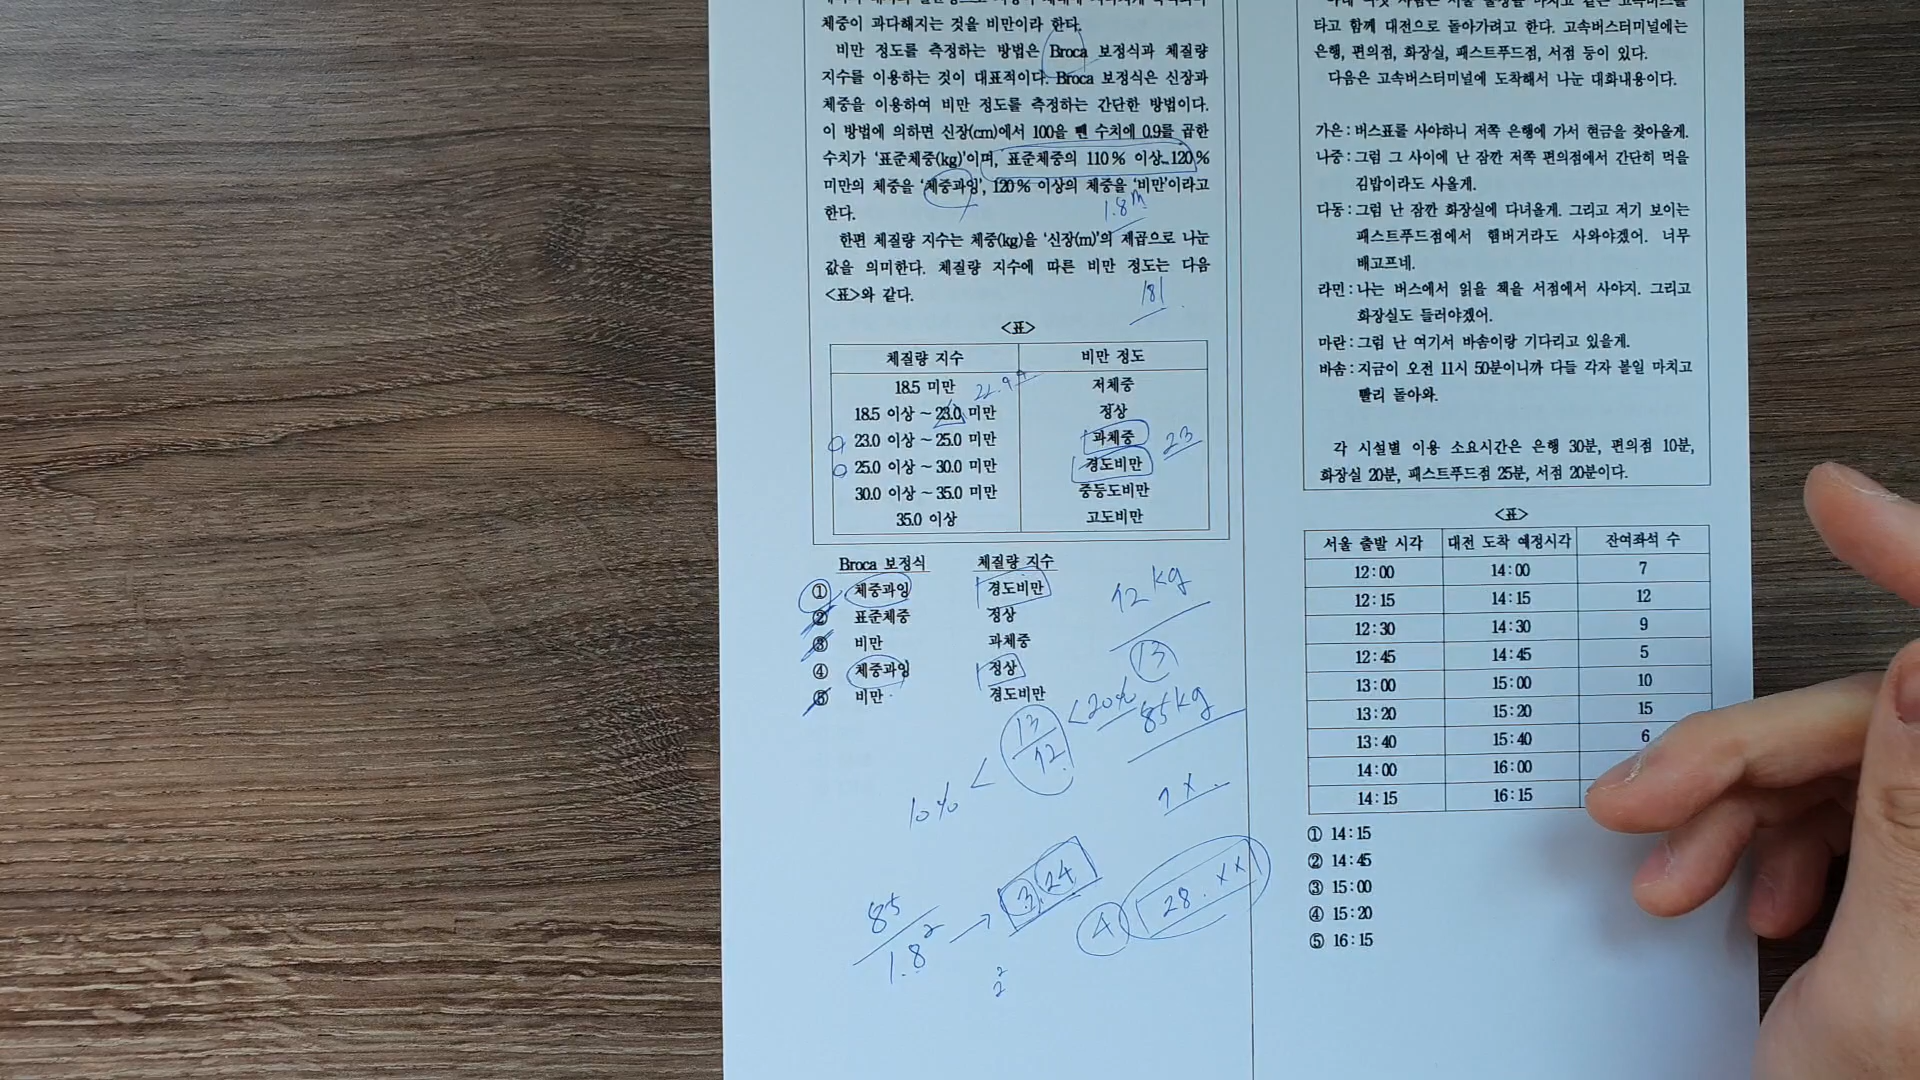 체중이 과다해지는 것을 비만이라 한다.
비만 정도를 측정하는 방법은 Broca 보정식과 체질량
지수를 이용하는 것이 대표적이다. Broca 보정식은 신장과
체중을 이용하여 비만 정도를 측정하는 간단한 방법이다.
이 방법에 의하면 신장(cm)에서 100을 뺀 수치에 0.9를 곱한
수치가 ‘표준체중(kg)’이며, 표준체중의 110% 이상~120%
미만의 체중을 ‘체중과잉’, 120% 이상의 체중을 ‘비만’이라고
한다.
1.8m
한편 체질량 지수는 체중(kg)을 ‘신장(m)’의 제곱으로 나눈
값을 의미한다. 체질량 지수에 따른 비만 정도는 다음
<표>와 같다.
181
<표>
체질량 지수 비만 정도
18.5 미만 저체중
22.9
18.5 이상 ~ 23.0 미만 정상
23.0 이상 ~ 25.0 미만 과체중
23
25.0 이상 ~ 30.0 미만 경도비만
30.0 이상 ~ 35.0 미만 중등도비만
35.0 이상 고도비만
Broca 보정식 체질량 지수
① 체중과잉 경도비만
② 표준체중 정상
③ 비만 과체중
④ 체중과잉 정상
⑤ 비만 경도비만
72kg
13
85kg
13
72
<20%
10% <
85
1.8²
→ 3.24
4
28.xx
타고 함께 대전으로 돌아가려고 한다. 고속버스터미널에는
은행, 편의점, 화장실, 패스트푸드점, 서점 등이 있다.
다음은 고속버스터미널에 도착해서 나눈 대화내용이다.
가은 : 버스표를 사야하니 저쪽 은행에 가서 현금을 찾아올게.
나중 : 그럼 그 사이에 난 잠깐 저쪽 편의점에서 간단히 먹을
김밥이라도 사올게.
다동 : 그럼 난 잠깐 화장실에 다녀올게. 그리고 저기 보이는
패스트푸드점에서 햄버거라도 사와야겠어. 너무
배고프네.
라민 : 나는 버스에서 읽을 책을 서점에서 사야지. 그리고
화장실도 들러야겠어.
마란 : 그럼 난 여기서 바솜이랑 기다리고 있을게.
바솜 : 지금이 오전 11시 50분이니까 다들 각자 볼일 마치고
빨리 돌아와.
각 시설별 이용 소요시간은 은행 30분, 편의점 10분,
화장실 20분, 패스트푸드점 25분, 서점 20분이다.
<표>
서울 출발 시각 대전 도착 예정시각 잔여좌석 수
12:00 14:00 7
12:15 14:15 12
12:30 14:30 9
12:45 14:45 5
13:00 15:00 10
13:20 15:20 15
13:40 15:40 6
14:00 16:00
14:15 16:15
① 14:15
② 14:45
③ 15:00
④ 15:20
⑤ 16:15